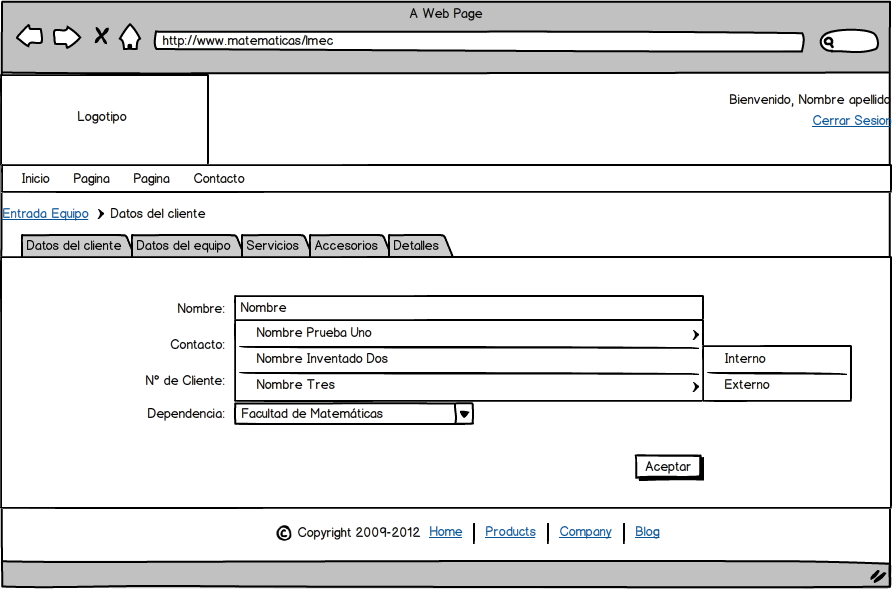 A Web Page
http://www.matematicas/lmec
Logotipo
Bienvenido, Nombre apellido
Cerrar Sesion
Inicio Pagina Pagina Contacto
Entrada Equipo Datos del cliente
Datos del cliente Datos del equipo Servicios Accesorios Detalles
Nombre: Nombre
Nombre Prueba Uno
Contacto:
Nombre Inventado Dos Interno
Nº de Cliente:
Nombre Tres Externo
Dependencia: Facultad de Matemáticas
Aceptar
© Copyright 2009-2012 Home Products Company Blog